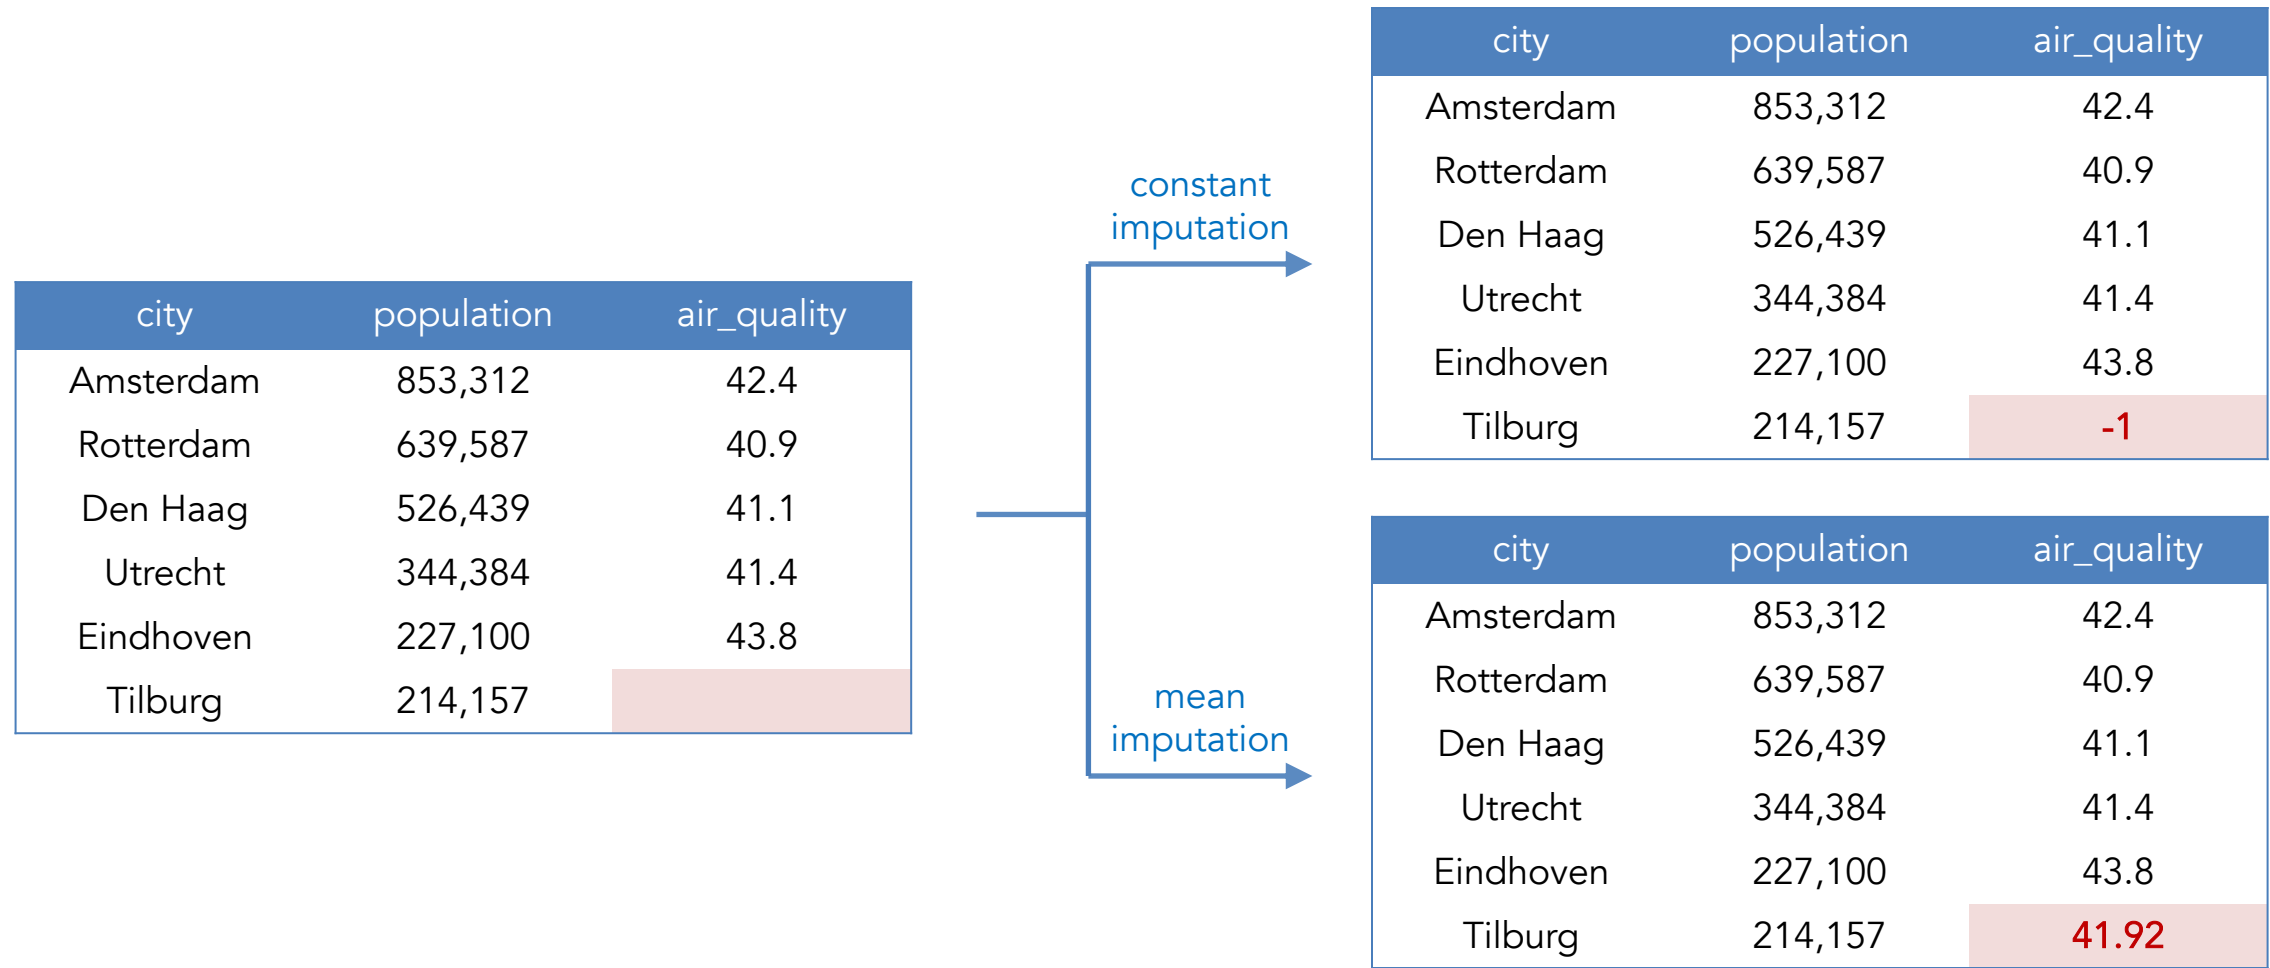 city population air_quality
Amsterdam 853,312 42.4
Rotterdam 639,587 40.9
Den Haag 526,439 41.1
Utrecht 344,384 41.4
Eindhoven 227,100 43.8
Tilburg 214,157
constant
imputation
city population air_quality
Amsterdam 853,312 42.4
Rotterdam 639,587 40.9
Den Haag 526,439 41.1
Utrecht 344,384 41.4
Eindhoven 227,100 43.8
Tilburg 214,157 -1
mean
imputation
city population air_quality
Amsterdam 853,312 42.4
Rotterdam 639,587 40.9
Den Haag 526,439 41.1
Utrecht 344,384 41.4
Eindhoven 227,100 43.8
Tilburg 214,157 41.92